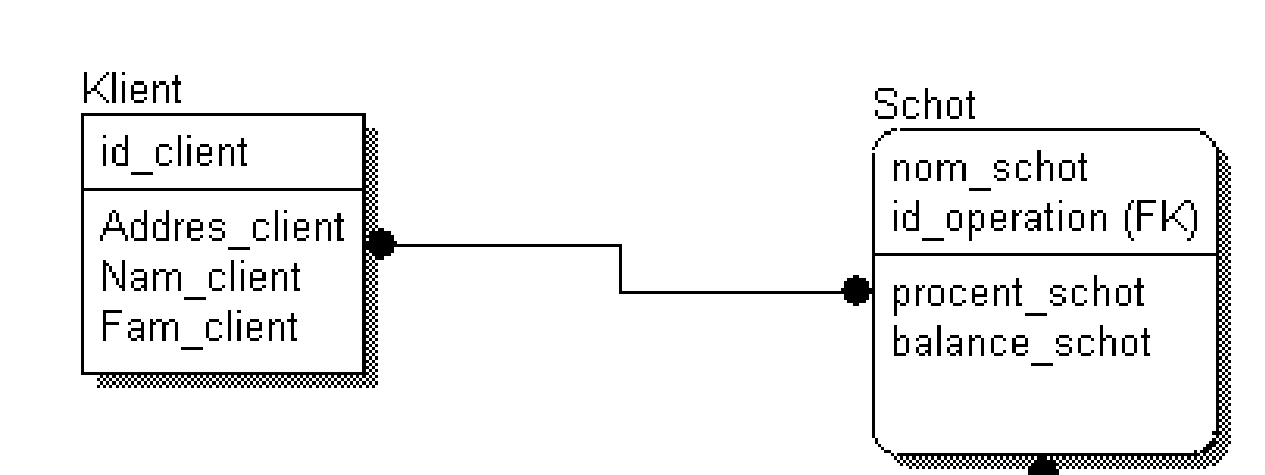 Klient
id_client
Addres_client
Nam_client
Fam_client
Schot
nom_schot
id_operation (FK)
procent_schot
balance_schot